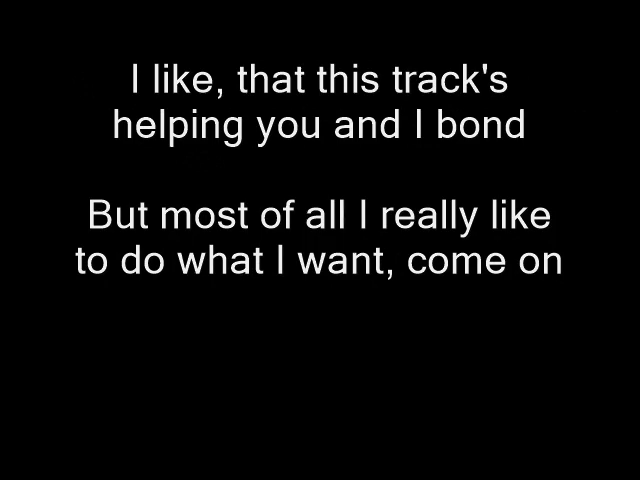 I like, that this track's
helping you and I bond
But most of all I really like
to do what I want, come on